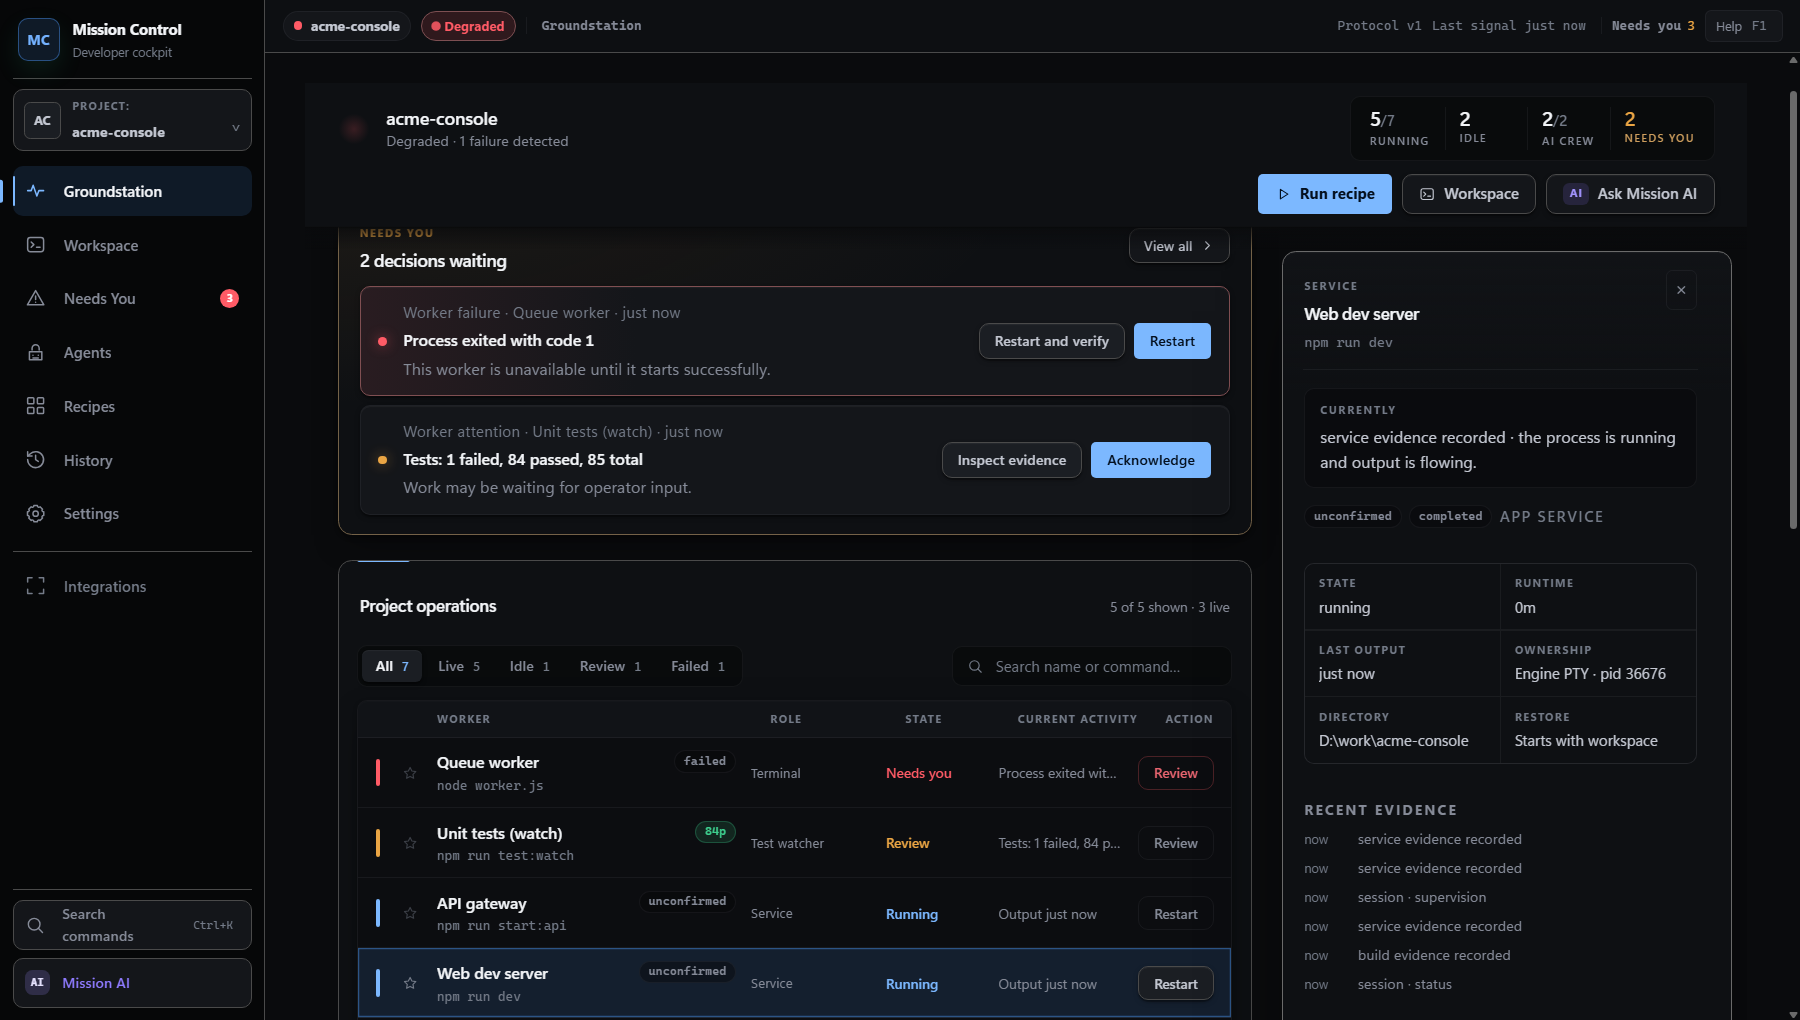 MC
Mission Control
Developer cockpit
AC
PROJECT:
acme-console
Groundstation
Workspace
Needs You
3
Agents
Recipes
History
Settings
Integrations
Search commands
Ctrl+K
AI
Mission AI
acme-console
Degraded
Groundstation
Protocol v1
Last signal just now
Needs you 3
Help F1
acme-console
Degraded · 1 failure detected
5/7
RUNNING
2
IDLE
2/2
AI CREW
2
NEEDS YOU
Run recipe
Workspace
AI Ask Mission AI
NEEDS YOU
2 decisions waiting
View all
Worker failure · Queue worker · just now
Process exited with code 1
This worker is unavailable until it starts successfully.
Restart and verify
Restart
Worker attention · Unit tests (watch) · just now
Tests: 1 failed, 84 passed, 85 total
Work may be waiting for operator input.
Inspect evidence
Acknowledge
Project operations
5 of 5 shown · 3 live
All 7
Live 5
Idle 1
Review 1
Failed 1
Search name or command...
WORKER ROLE STATE CURRENT ACTIVITY ACTION
Queue worker
node worker.js
failed
Terminal
Needs you
Process exited wit...
Review
Unit tests (watch)
npm run test:watch
84p
Test watcher
Review
Tests: 1 failed, 84 p...
Review
API gateway
npm run start:api
unconfirmed
Service
Running
Output just now
Restart
Web dev server
npm run dev
unconfirmed
Service
Running
Output just now
Restart
SERVICE
Web dev server
npm run dev
CURRENTLY
service evidence recorded · the process is running
and output is flowing.
unconfirmed
completed
APP SERVICE
STATE
running
RUNTIME
0m
LAST OUTPUT
just now
OWNERSHIP
Engine PTY · pid 36676
DIRECTORY
D:\work\acme-console
RESTORE
Starts with workspace
RECENT EVIDENCE
now service evidence recorded
now service evidence recorded
now session · supervision
now service evidence recorded
now build evidence recorded
now session · status